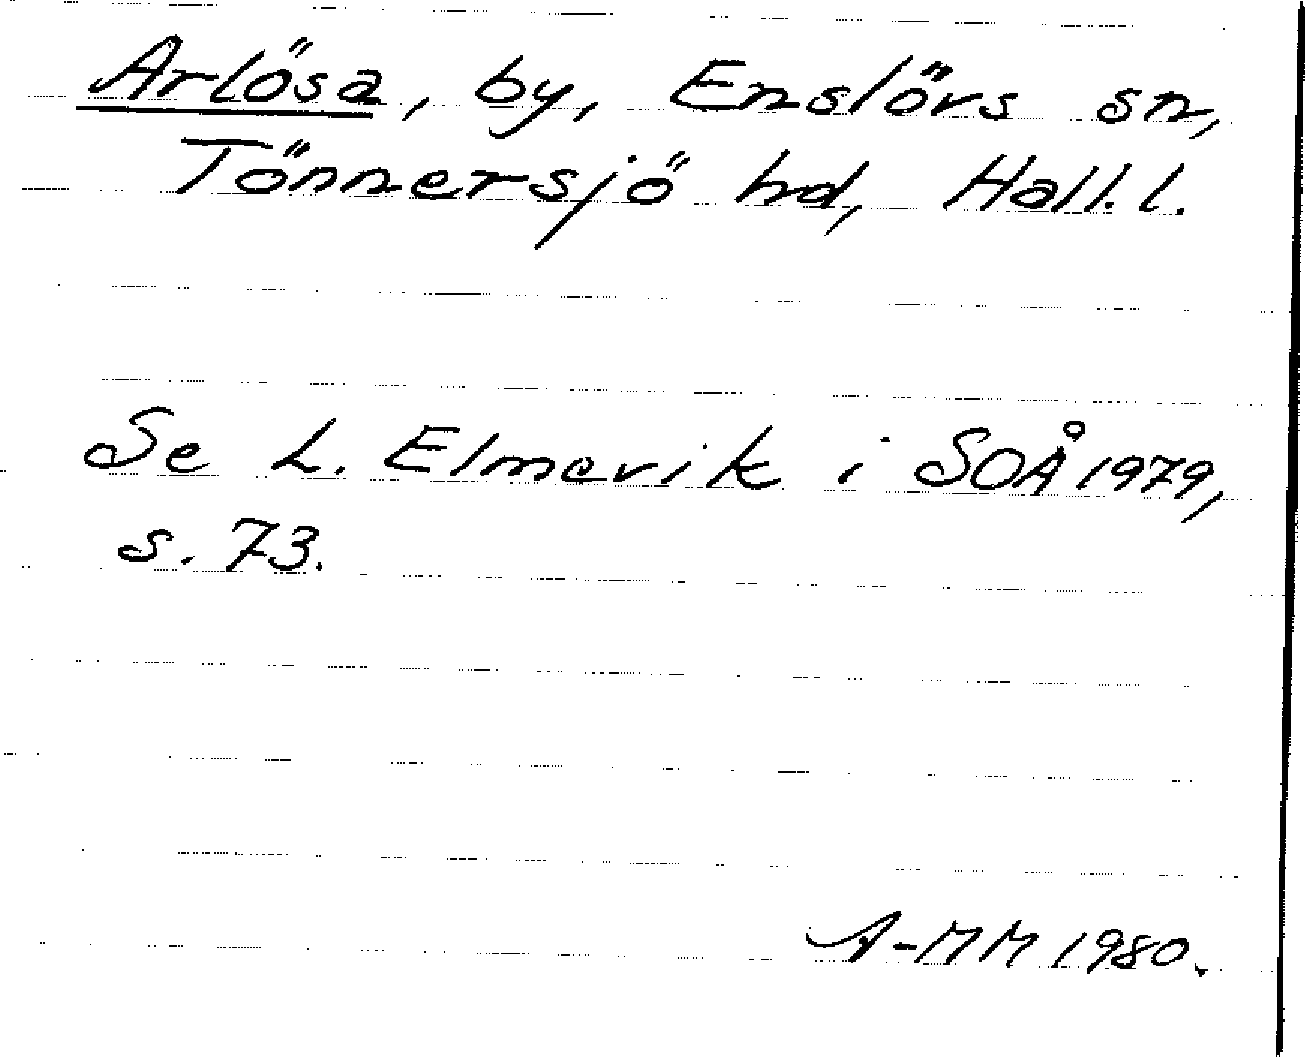 Arlösa, by, Enslövs sn,
Tönnersjö hd, Hall. l.
Se L. Elmevik i SOÅ 1979,
s. 73.
A-MM 1980.